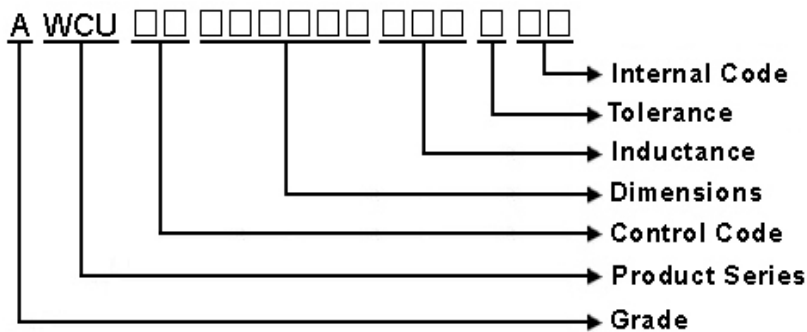 A WCU □□ □□□□□□ □□□ □ □□
Internal Code
Tolerance
Inductance
Dimensions
Control Code
Product Series
Grade